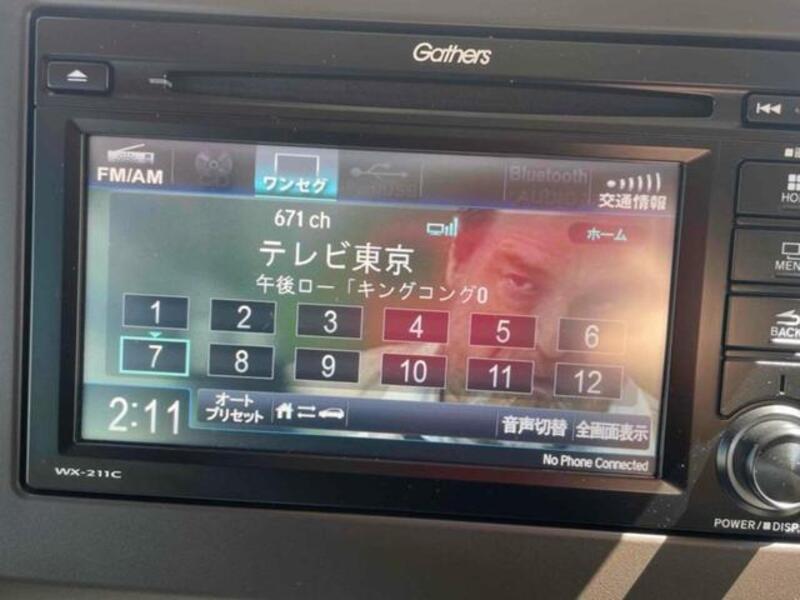 Gathers
FM/AM
CD
ワンセグ
USB
Bluetooth
AUDIO
交通情報
671 ch
ホーム
テレビ東京
午後ロー「キングコング0
1 2 3 4 5 6
7 8 9 10 11 12
2:11
オート
プリセット
音声切替
全画面表示
No Phone Connected
WX-211C
MEN
BACK
POWER/